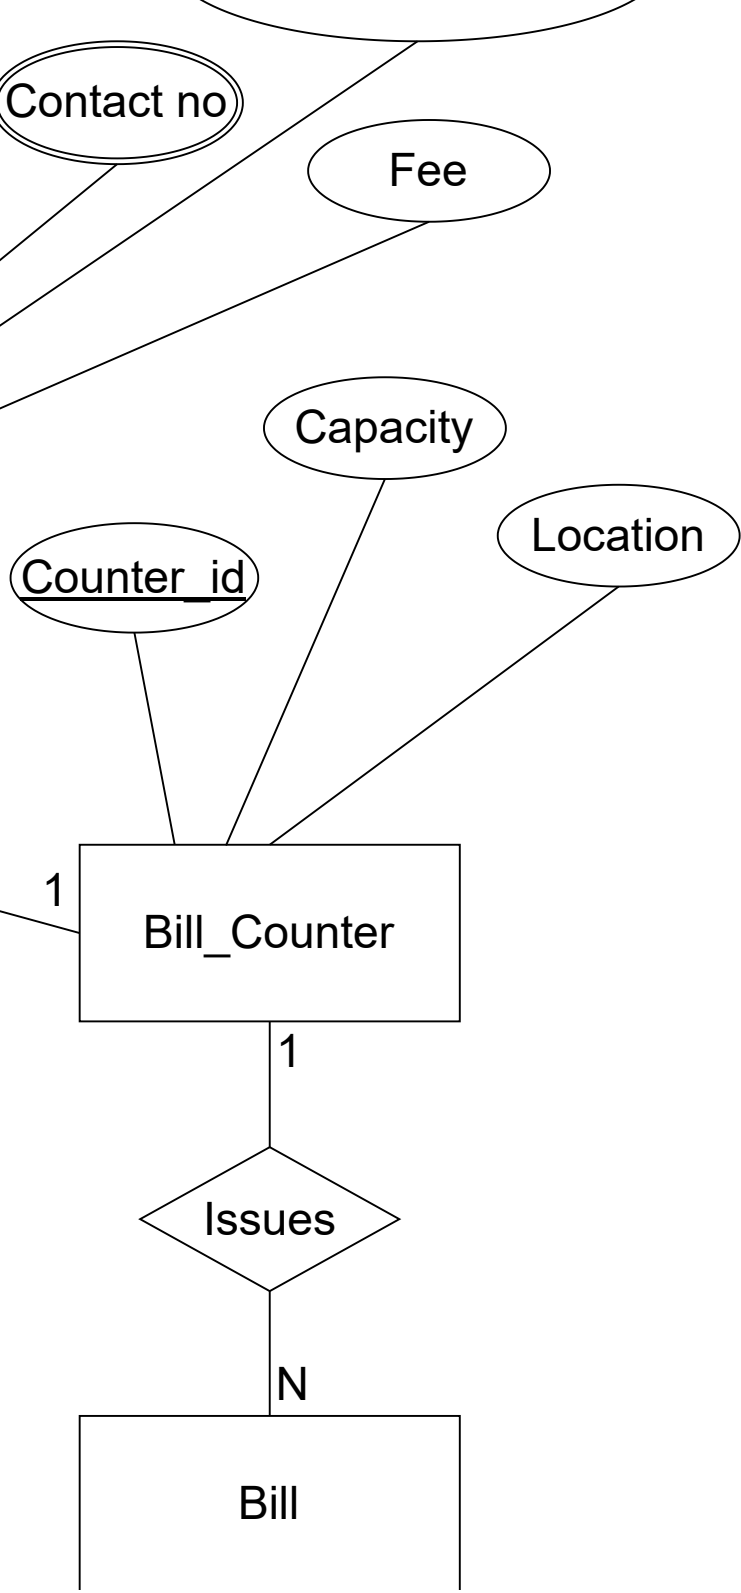 Contact no
Fee
Capacity
Location
Counter_id
1
Bill_Counter
1
Issues
N
Bill